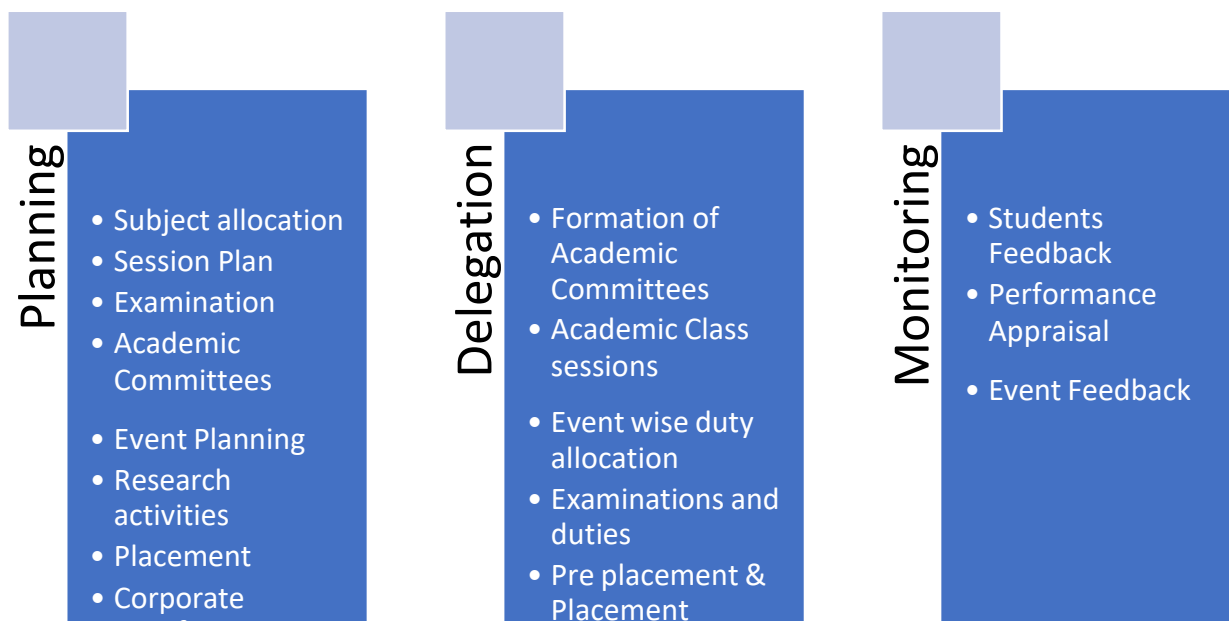 Planning
• Subject allocation
• Session Plan
• Examination
• Academic
Committees
• Event Planning
• Research
activities
• Placement
• Corporate
Delegation
• Formation of
Academic
Committees
• Academic Class
sessions
• Event wise duty
allocation
• Examinations and
duties
• Pre placement &
Placement
Monitoring
• Students
Feedback
• Performance
Appraisal
• Event Feedback